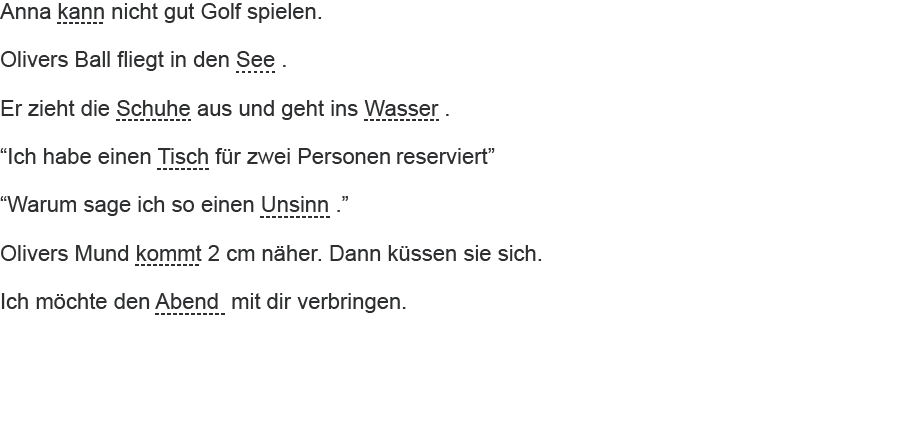 Anna kann nicht gut Golf spielen.
Olivers Ball fliegt in den See .
Er zieht die Schuhe aus und geht ins Wasser .
“Ich habe einen Tisch für zwei Personen reserviert”
“Warum sage ich so einen Unsinn .”
Olivers Mund kommt 2 cm näher. Dann küssen sie sich.
Ich möchte den Abend  mit dir verbringen.